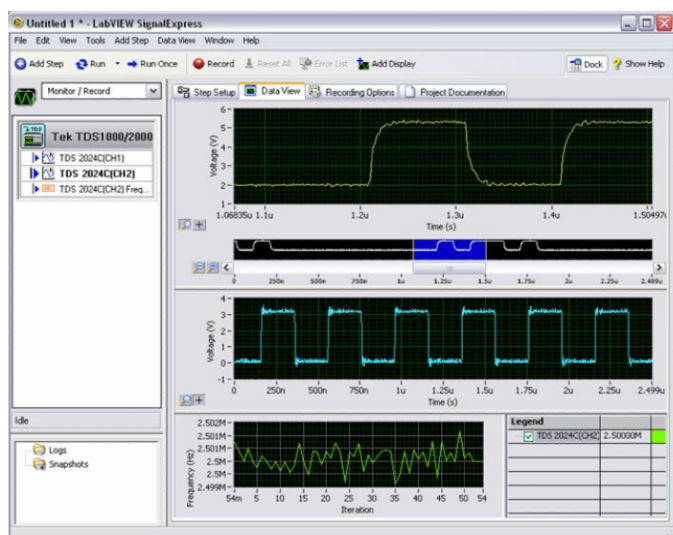 Untitled 1 * - LabVIEW SignalExpress
File Edit View Tools Add Step Data View Window Help
Add Step Run Run Once Record Reset All Error List Add Display Dock Show Help
Monitor / Record
Step Setup Data View Recording Options Project Documentation
Tek TDS1000/2000
TDS 2024C(CH1)
TDS 2024C(CH2)
TDS 2024C(CH2) Freq...
Voltage (V)
6
5
4
3
2
1
1.06835u 1.1u 1.2u 1.3u 1.4u 1.50497u
Time (s)
0 250n 500n 750n 1u 1.25u 1.5u 1.75u 2u 2.25u 2.499u
Voltage (V)
4
3
2
1
0
-1
0 250n 500n 750n 1u 1.25u 1.5u 1.75u 2u 2.25u 2.499u
Time (s)
Idle
Logs
Snapshots
Frequency (Hz)
2.502M
2.501M
2.501M
2.5M
2.5M
2.499M
54m 5 10 15 20 25 30 35 40 45 50 54
Iteration
Legend
TDS 2024C(CH2) 2.50000M